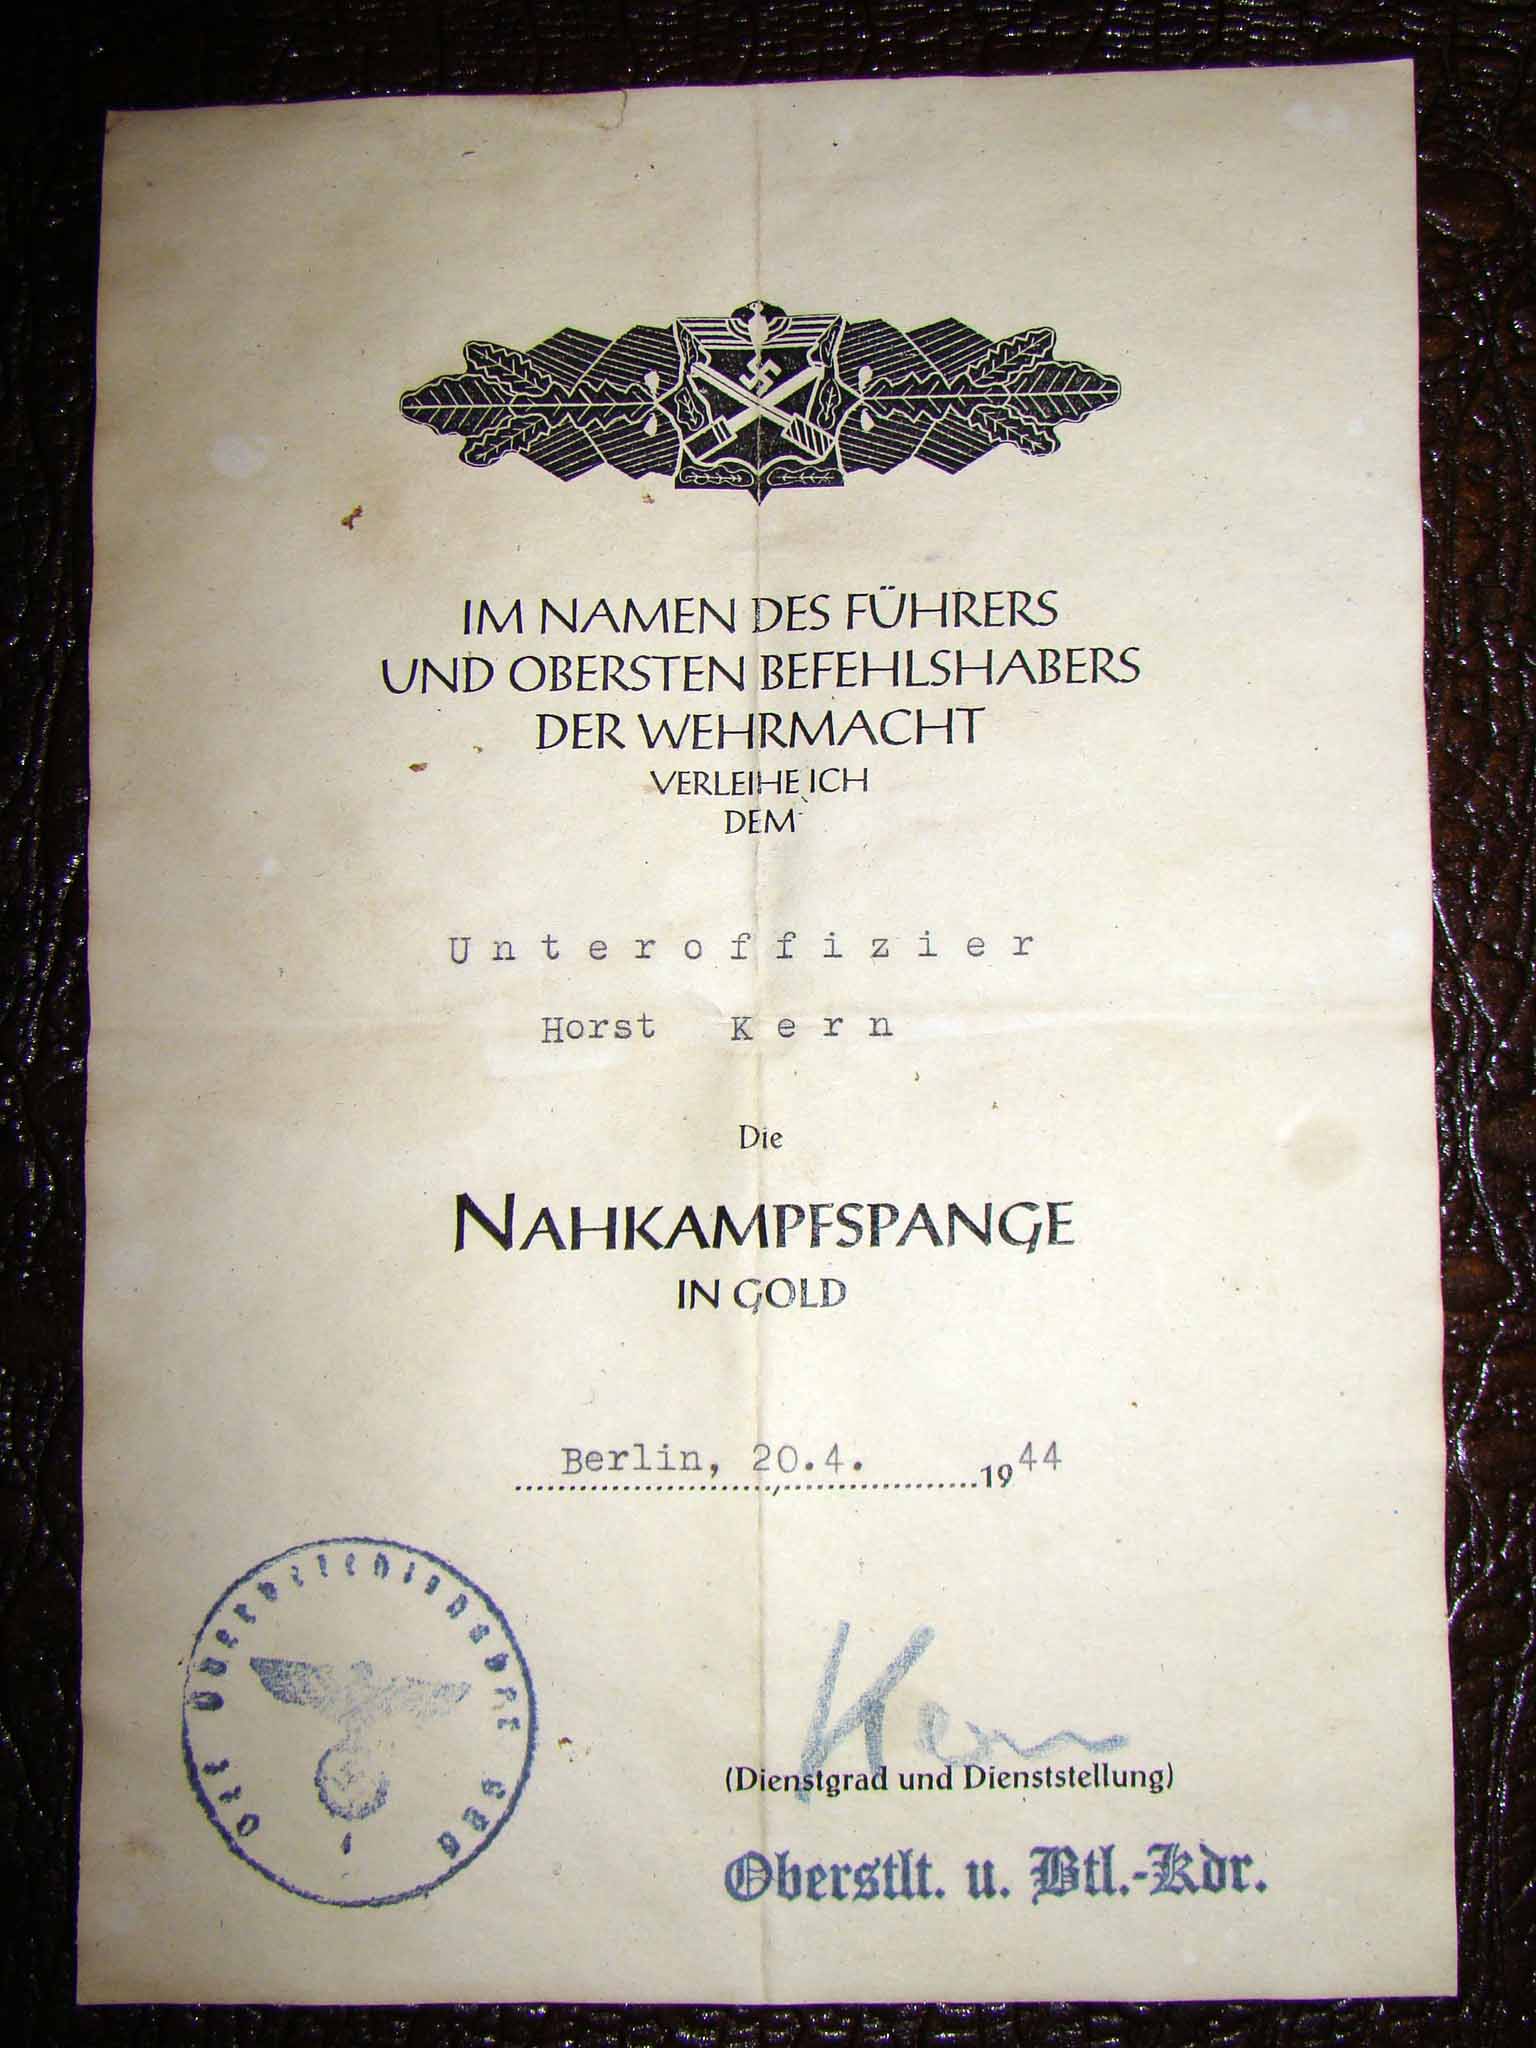 IM NAMEN DES FÜHRERS
UND OBERSTEN BEFEHLSHABERS
DER WEHRMACHT
VERLEIHE ICH
DEM
Unteroffizier
Horst Kern
Die
NAHKAMPFSPANGE
IN GOLD
Berlin, 20.4. 1944
Kern
(Dienstgrad und Dienststellung)
Oberstlt. u. Btl.-Kdr.